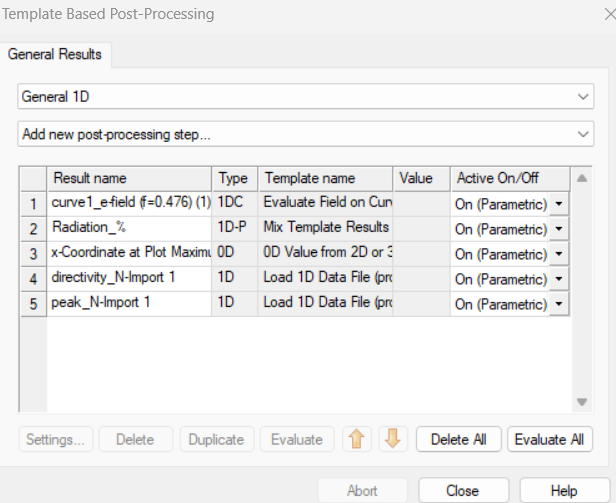 Template Based Post-Processing
General Results
General 1D
Add new post-processing step...
Result name Type Template name Value Active On/Off
1 curve1_e-field (f=0.476) (1) 1DC Evaluate Field on Curv On (Parametric)
2 Radiation_% 1D-P Mix Template Results On (Parametric)
3 x-Coordinate at Plot Maximu 0D 0D Value from 2D or 3 On (Parametric)
4 directivity_N-Import 1 1D Load 1D Data File (pro On (Parametric)
5 peak_N-Import 1 1D Load 1D Data File (pro On (Parametric)
Settings... Delete Duplicate Evaluate Delete All Evaluate All
Abort Close Help